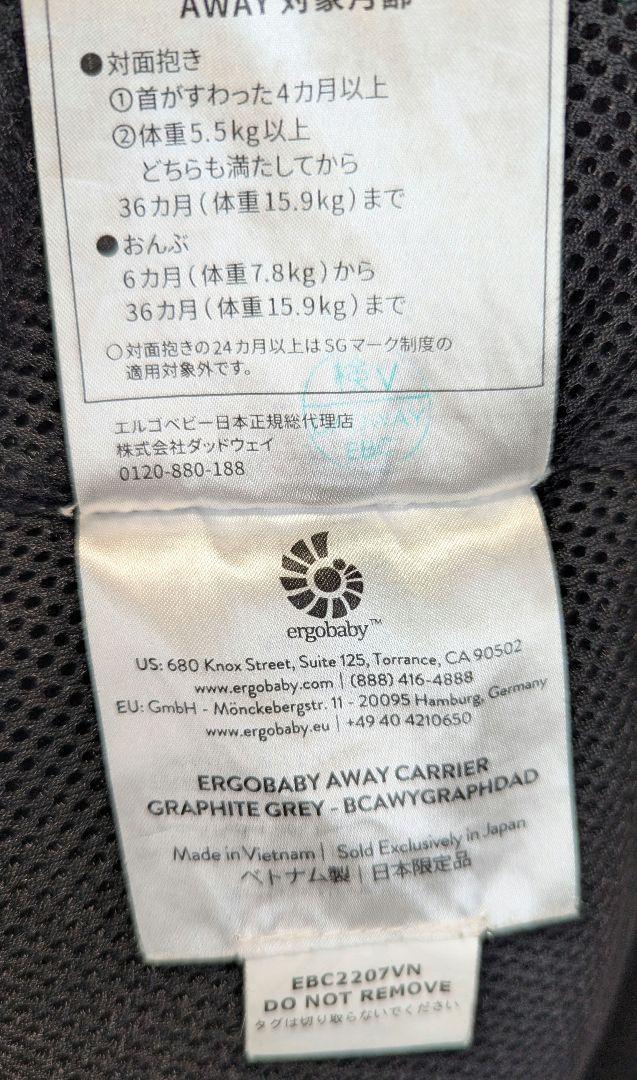 AWAY 対象月齢
●対面抱き
①首がすわった4カ月以上
②体重5.5kg以上
どちらも満たしてから
36カ月(体重15.9kg)まで
●おんぶ
6カ月(体重7.8kg)から
36カ月(体重15.9kg)まで
○対面抱きの24カ月以上はSGマーク制度の
適用対象外です。
エルゴベビー日本正規総代理店
株式会社ダッドウェイ
0120-880-188
検V
EBC
ergobaby™
US: 680 Knox Street, Suite 125, Torrance, CA 90502
www.ergobaby.com | (888) 416-4888
EU: GmbH - Mönckebergstr. 11 - 20095 Hamburg, Germany
www.ergobaby.eu | +49 40 4210650
ERGOBABY AWAY CARRIER
GRAPHITE GREY - BCAWYGRAPHDAD
Made in Vietnam | Sold Exclusively in Japan
ベトナム製 | 日本限定品
EBC2207VN
DO NOT REMOVE
タグは切り取らないでください